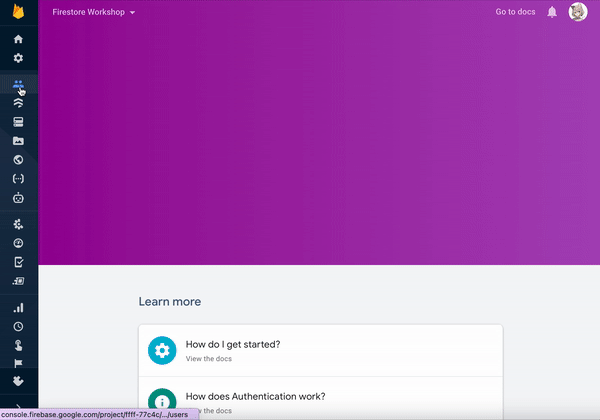 Firestore Workshop
Go to docs
Learn more
How do I get started?
View the docs
How does Authentication work?
the docs
console.firebase.google.com/project/ffff-77c4c/.../users